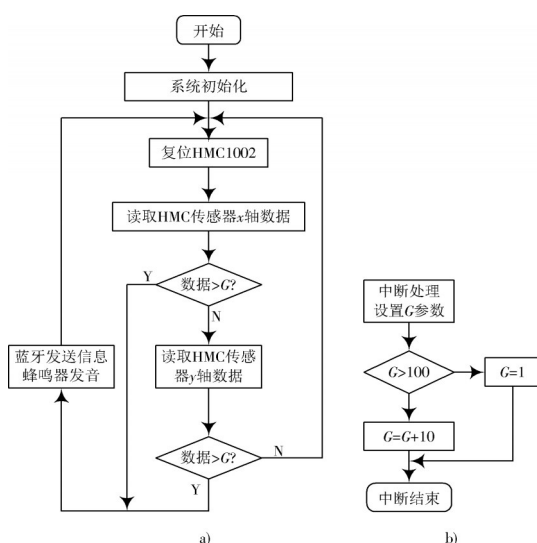 开始
系统初始化
复位HMC1002
读取HMC传感器x轴数据
数据>G?
Y
N
读取HMC传感
器y轴数据
数据>G?
N
Y
蓝牙发送信息
蜂鸣器发音
a)
中断处理
设置G参数
G>100
G=1
G=G+10
中断结束
b)